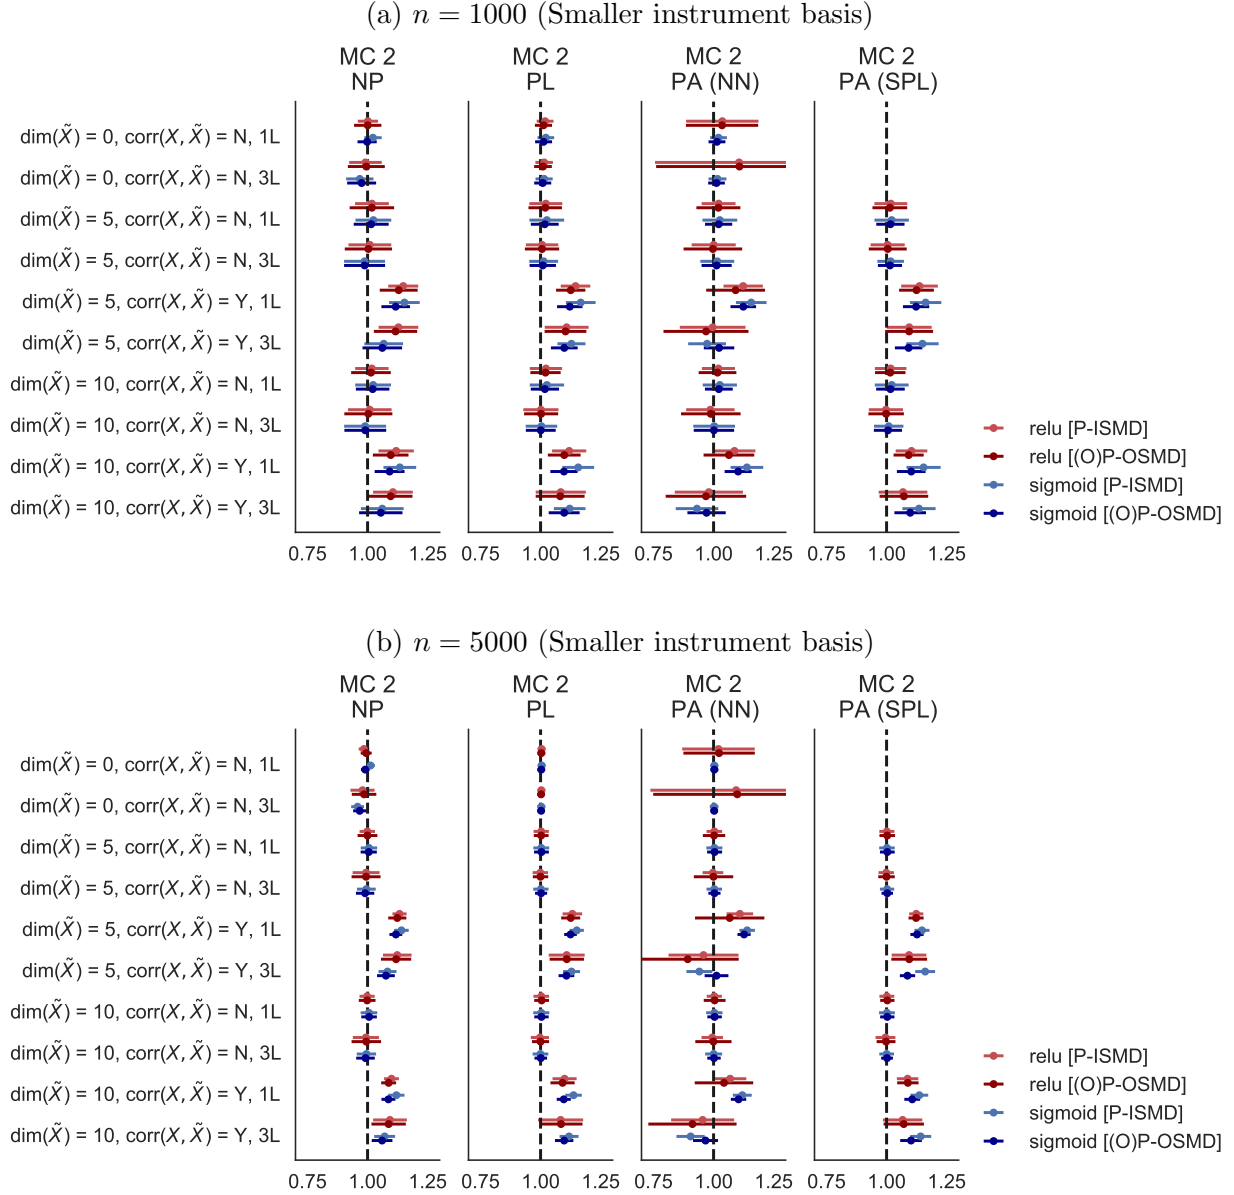 (a) n = 1000 (Smaller instrument basis)
MC 2 NP
MC 2 PL
MC 2 PA (NN)
MC 2 PA (SPL)
dim(X̃) = 0, corr(X, X̃) = N, 1L
dim(X̃) = 0, corr(X, X̃) = N, 3L
dim(X̃) = 5, corr(X, X̃) = N, 1L
dim(X̃) = 5, corr(X, X̃) = N, 3L
dim(X̃) = 5, corr(X, X̃) = Y, 1L
dim(X̃) = 5, corr(X, X̃) = Y, 3L
dim(X̃) = 10, corr(X, X̃) = N, 1L
dim(X̃) = 10, corr(X, X̃) = N, 3L
dim(X̃) = 10, corr(X, X̃) = Y, 1L
dim(X̃) = 10, corr(X, X̃) = Y, 3L
relu [P-ISMD]
relu [(O)P-OSMD]
sigmoid [P-ISMD]
sigmoid [(O)P-OSMD]
0.75 1.00 1.25 0.75 1.00 1.25 0.75 1.00 1.25 0.75 1.00 1.25
(b) n = 5000 (Smaller instrument basis)
MC 2 NP
MC 2 PL
MC 2 PA (NN)
MC 2 PA (SPL)
dim(X̃) = 0, corr(X, X̃) = N, 1L
dim(X̃) = 0, corr(X, X̃) = N, 3L
dim(X̃) = 5, corr(X, X̃) = N, 1L
dim(X̃) = 5, corr(X, X̃) = N, 3L
dim(X̃) = 5, corr(X, X̃) = Y, 1L
dim(X̃) = 5, corr(X, X̃) = Y, 3L
dim(X̃) = 10, corr(X, X̃) = N, 1L
dim(X̃) = 10, corr(X, X̃) = N, 3L
dim(X̃) = 10, corr(X, X̃) = Y, 1L
dim(X̃) = 10, corr(X, X̃) = Y, 3L
relu [P-ISMD]
relu [(O)P-OSMD]
sigmoid [P-ISMD]
sigmoid [(O)P-OSMD]
0.75 1.00 1.25 0.75 1.00 1.25 0.75 1.00 1.25 0.75 1.00 1.25